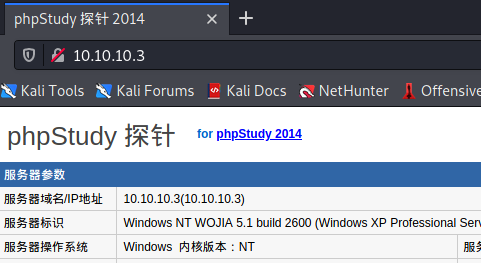 phpStudy 探针 2014
10.10.10.3
Kali Tools Kali Forums Kali Docs NetHunter Offensive
phpStudy 探针 for phpStudy 2014
服务器参数
服务器域名/IP地址 10.10.10.3(10.10.10.3)
服务器标识 Windows NT WOJIA 5.1 build 2600 (Windows XP Professional Serv
服务器操作系统 Windows 内核版本：NT 服务